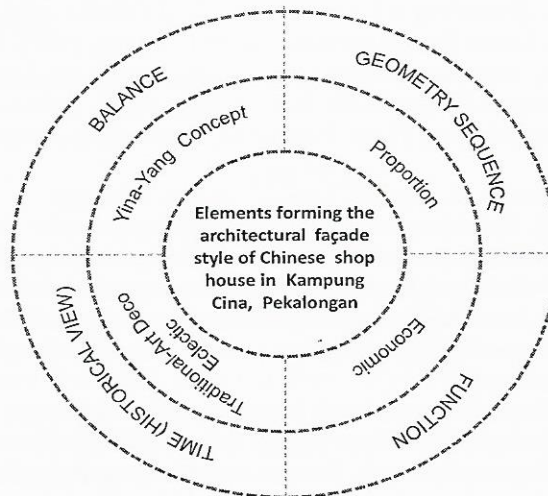 BALANCE
GEOMETRY SEQUENCE
Yina-Yang Concept
Proportion
Elements forming the
architectural façade
style of Chinese shop
house in Kampung
Cina, Pekalongan
Traditional-Art Deco
Eclectic
Economic
TIME (HISTORICAL VIEW)
FUNCTION